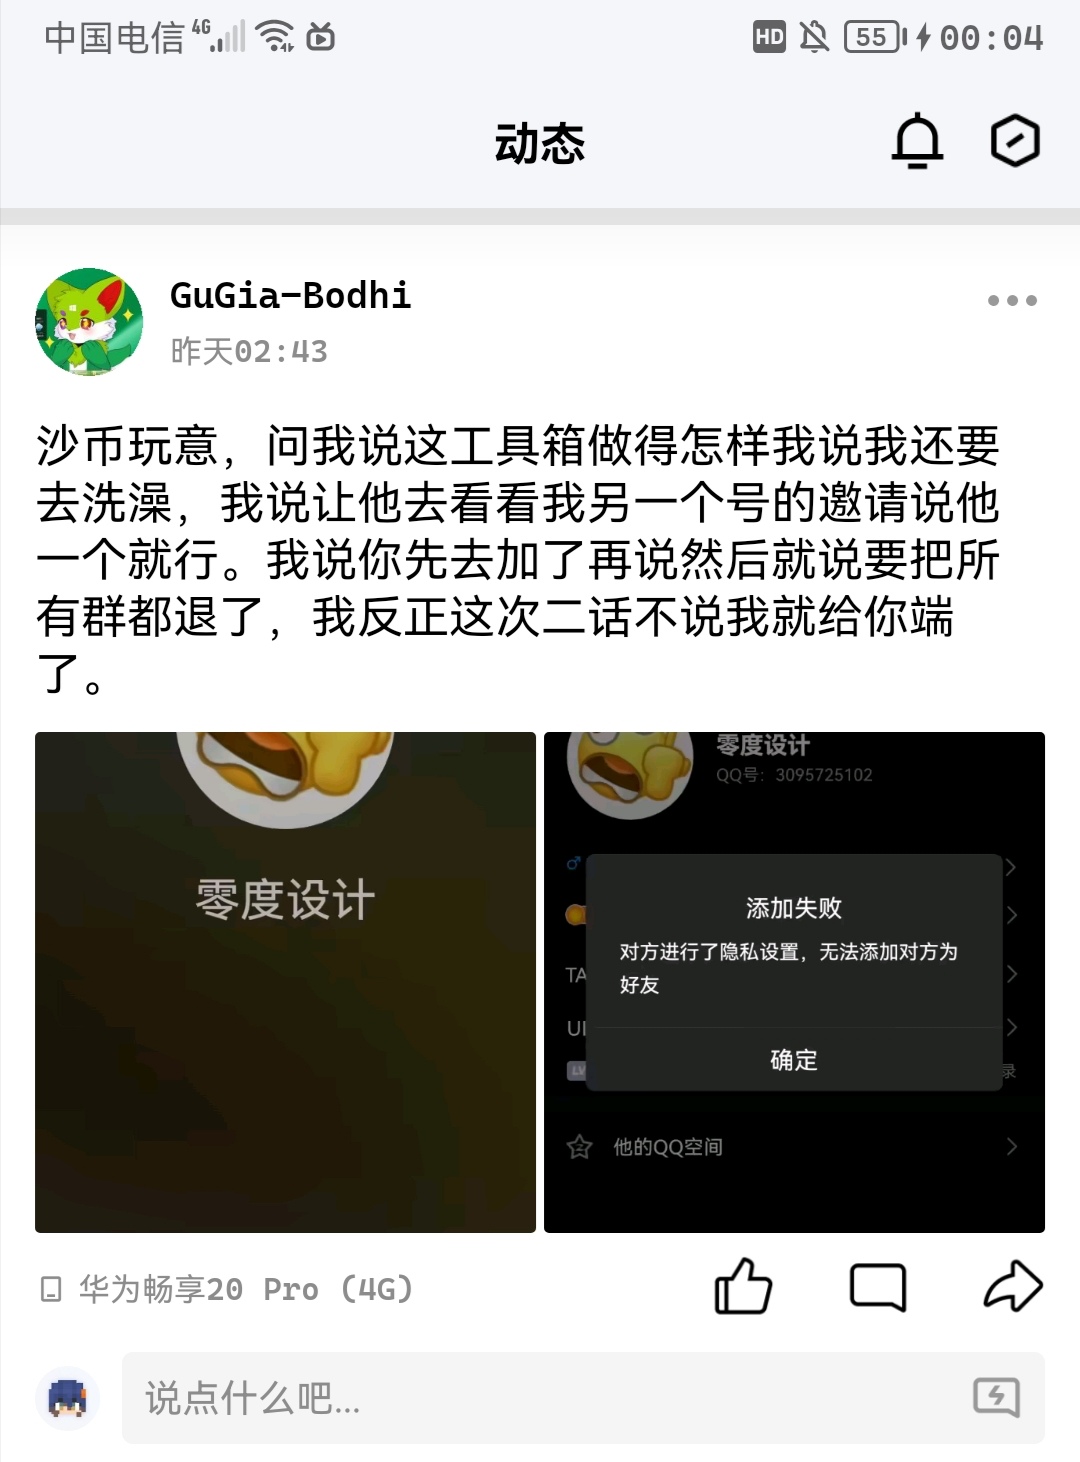 中国电信 4G HD 55 00:04
动态
GuGia-Bodhi
昨天02:43
沙币玩意，问我说这工具箱做得怎样我说我还要
去洗澡，我说让他去看看我另一个号的邀请说他
一个就行。我说你先去加了再说然后就说要把所
有群都退了，我反正这次二话不说我就给你端
了。
零度设计
零度设计
QQ号：3095725102
添加失败
对方进行了隐私设置，无法添加对方为
好友
TA
UI
确定
LV
录
他的QQ空间
华为畅享20 Pro (4G)
说点什么吧...